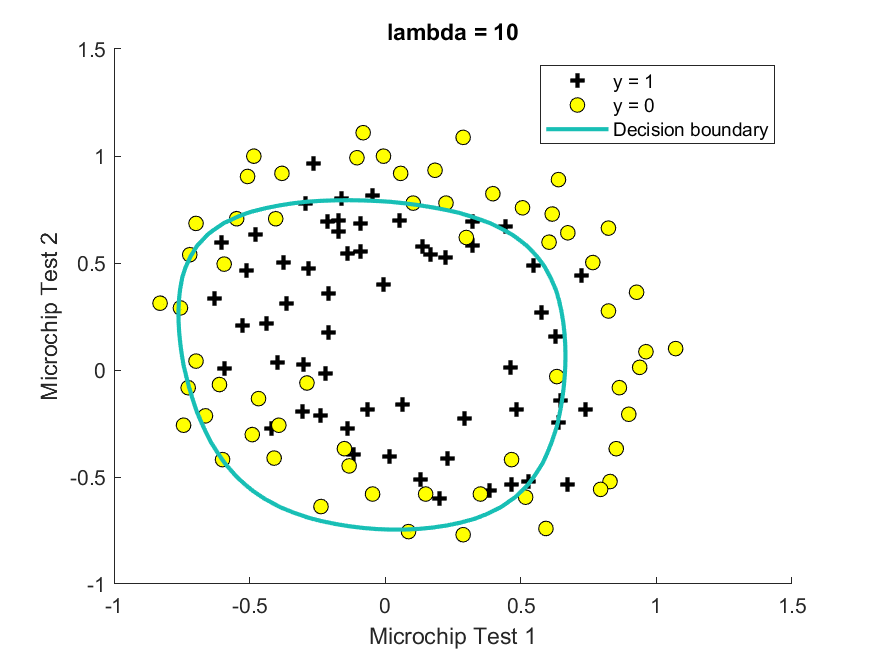 lambda = 10
y = 1
y = 0
Decision boundary
1.5
1
0.5
0
-0.5
-1
Microchip Test 2
-1 -0.5 0 0.5 1 1.5
Microchip Test 1